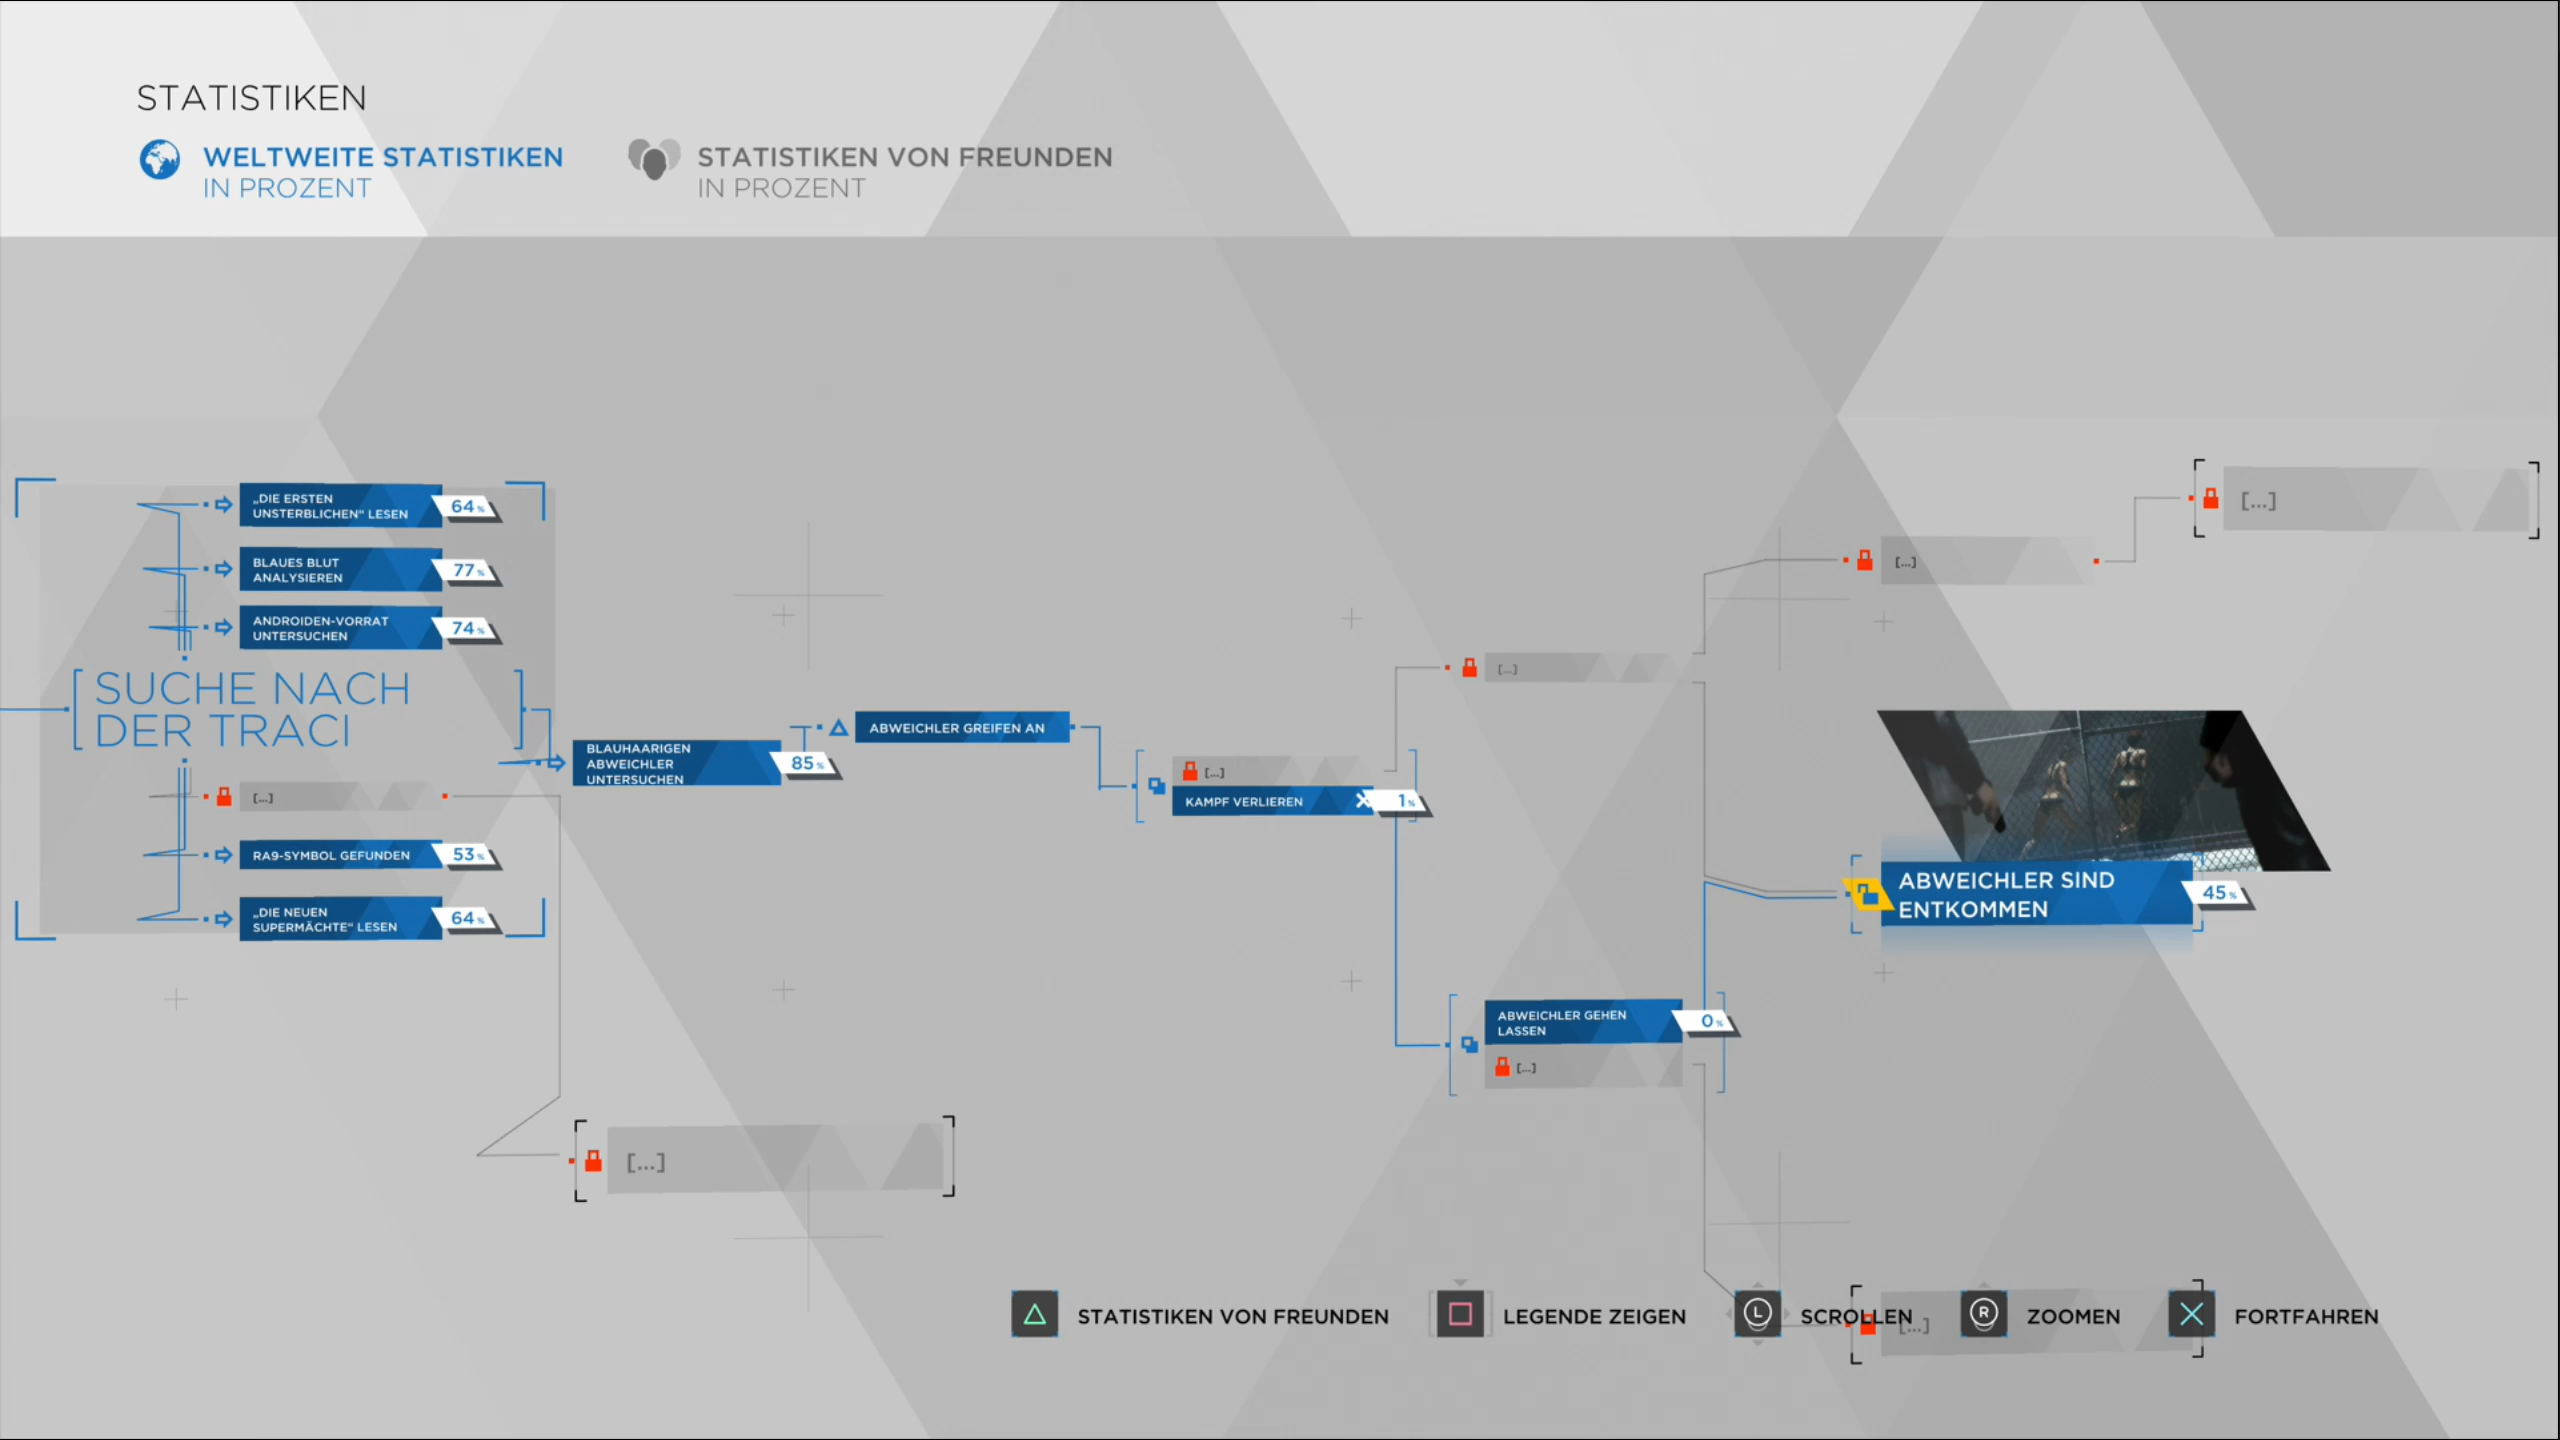 STATISTIKEN
WELTWEITE STATISTIKEN
IN PROZENT
STATISTIKEN VON FREUNDEN
IN PROZENT
„DIE ERSTEN
UNSTERBLICHEN“ LESEN
64%
BLAUES BLUT
ANALYSIEREN
77%
ANDROIDEN-VORRAT
UNTERSUCHEN
74%
SUCHE NACH
DER TRACI
[...]
RA9-SYMBOL GEFUNDEN
53%
„DIE NEUEN
SUPERMÄCHTE“ LESEN
64%
BLAUHAARIGEN
ABWEICHLER
UNTERSUCHEN
85%
[...]
ABWEICHLER GREIFEN AN
[...]
KAMPF VERLIEREN
1%
[...]
ABWEICHLER GEHEN
LASSEN
0%
[...]
[...]
[...]
ABWEICHLER SIND
ENTKOMMEN
45%
[...]
STATISTIKEN VON FREUNDEN
LEGENDE ZEIGEN
L
SCROLLEN
R
ZOOMEN
FORTFAHREN